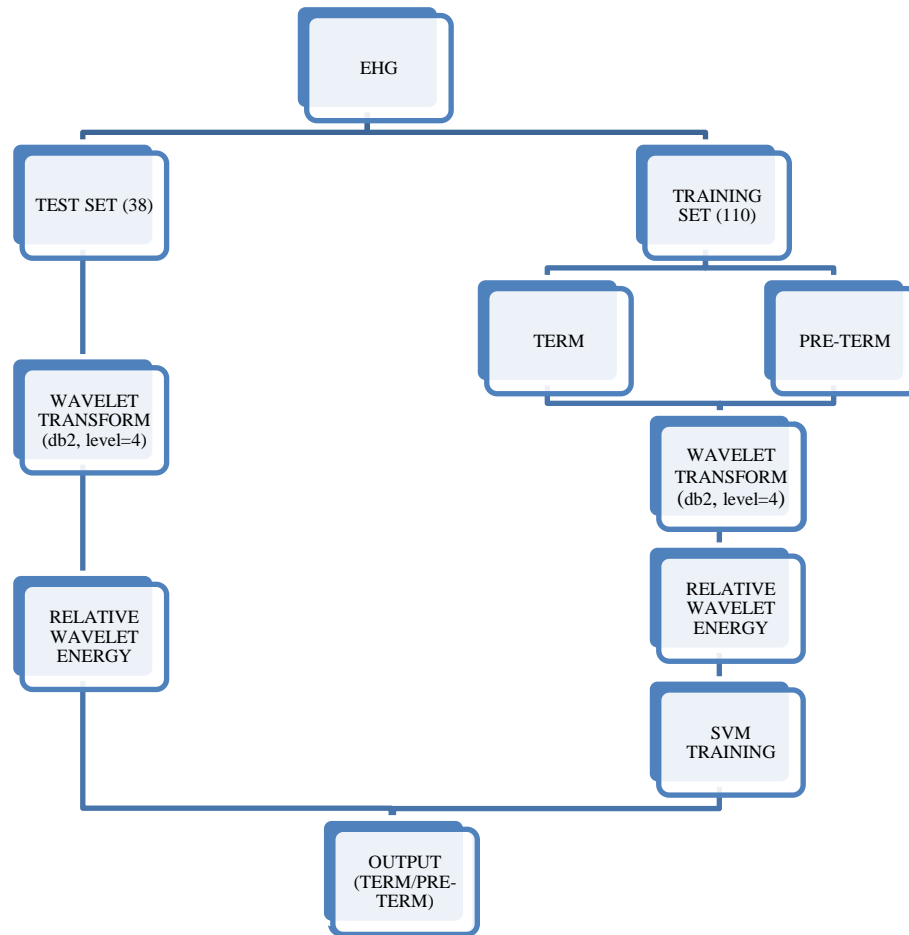 EHG
TEST SET (38)
TRAINING
SET (110)
TERM
PRE-TERM
WAVELET
TRANSFORM
(db2, level=4)
WAVELET
TRANSFORM
(db2, level=4)
RELATIVE
WAVELET
ENERGY
RELATIVE
WAVELET
ENERGY
SVM
TRAINING
OUTPUT
(TERM/PRE-
TERM)